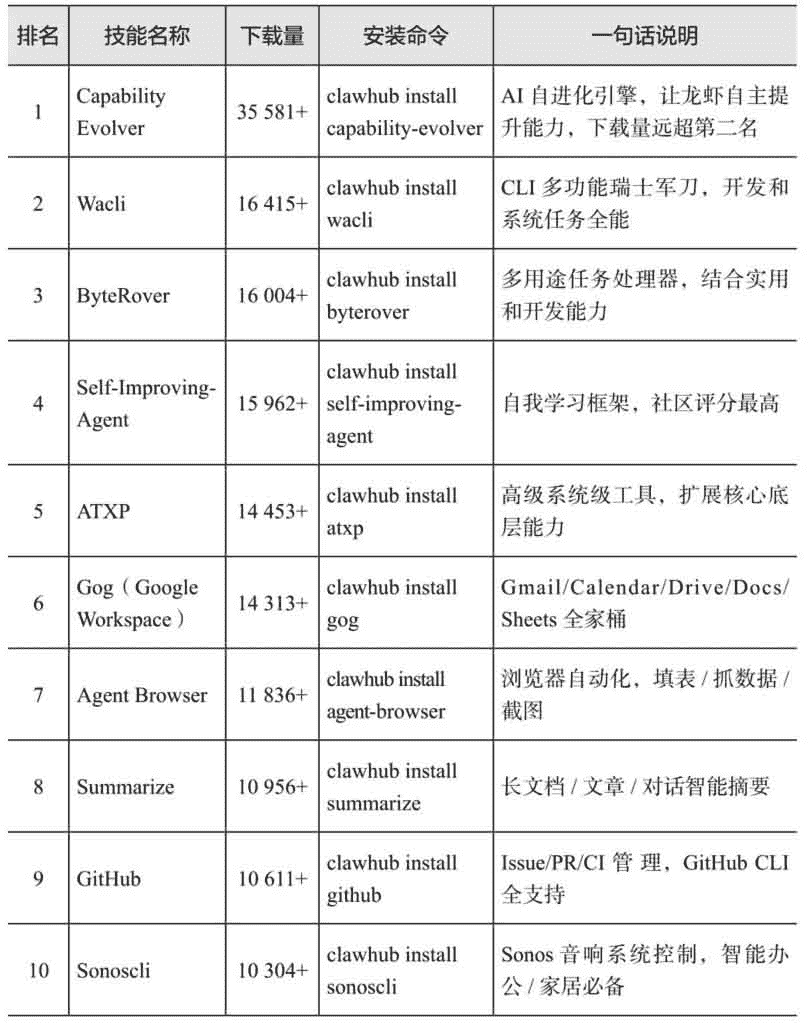 排名 技能名称 下载量 安装命令 一句话说明
1 Capability Evolver 35 581+ clawhub install capability-evolver AI 自进化引擎，让龙虾自主提升能力，下载量远超第二名
2 Wacli 16 415+ clawhub install wacli CLI 多功能瑞士军刀，开发和系统任务全能
3 ByteRover 16 004+ clawhub install byterover 多用途任务处理器，结合实用和开发能力
4 Self-Improving-Agent 15 962+ clawhub install self-improving-agent 自我学习框架，社区评分最高
5 ATXP 14 453+ clawhub install atxp 高级系统级工具，扩展核心底层能力
6 Gog（Google Workspace） 14 313+ clawhub install gog Gmail/Calendar/Drive/Docs/Sheets 全家桶
7 Agent Browser 11 836+ clawhub install agent-browser 浏览器自动化，填表 / 抓数据 / 截图
8 Summarize 10 956+ clawhub install summarize 长文档 / 文章 / 对话智能摘要
9 GitHub 10 611+ clawhub install github Issue/PR/CI 管理，GitHub CLI 全支持
10 Sonoscli 10 304+ clawhub install sonoscli Sonos 音响系统控制，智能办公 / 家居必备